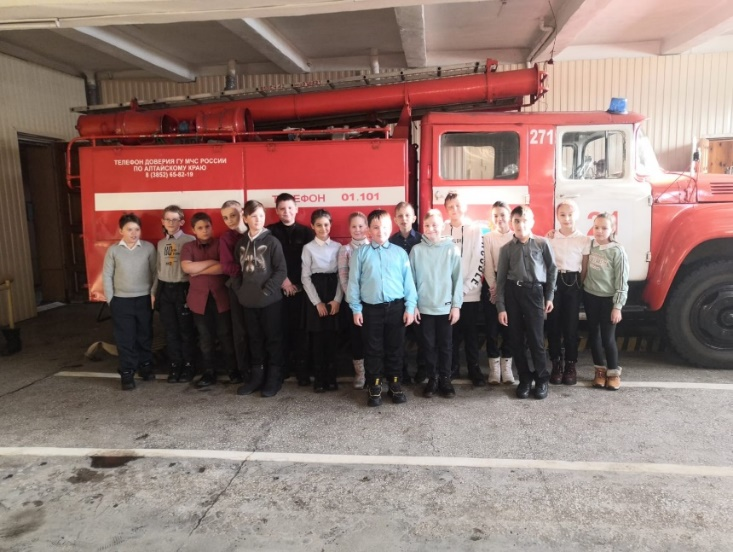 ТЕЛЕФОН ДОВЕРИЯ ГУ МЧС РОССИИ
ПО АЛТАЙСКОМУ КРАЮ
8 (3852) 65-82-19
ТЕЛЕФОН 01.101
271